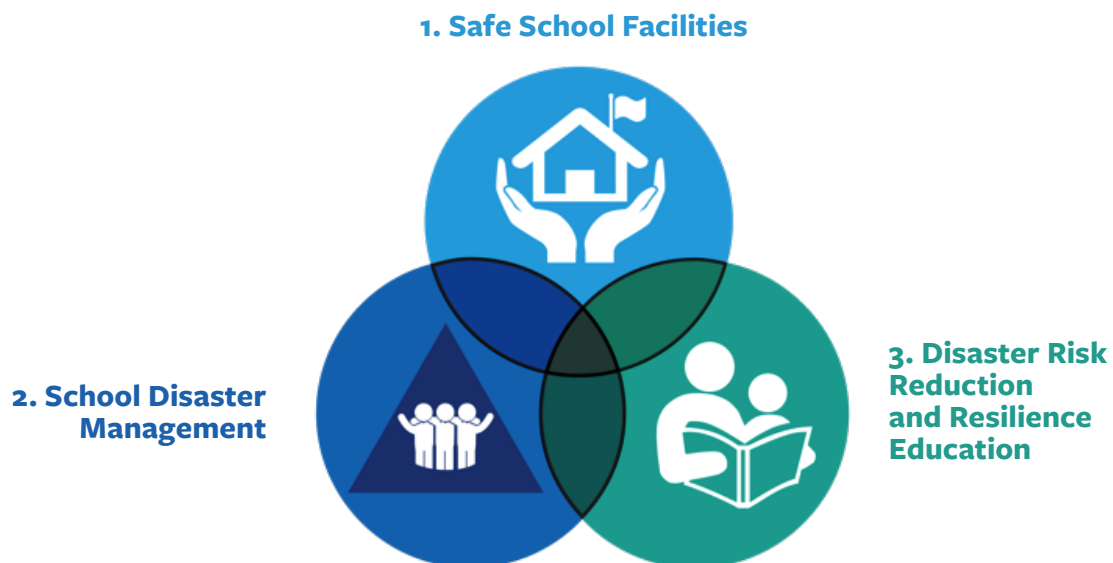 1. Safe School Facilities
2. School Disaster
Management
3. Disaster Risk
Reduction
and Resilience
Education